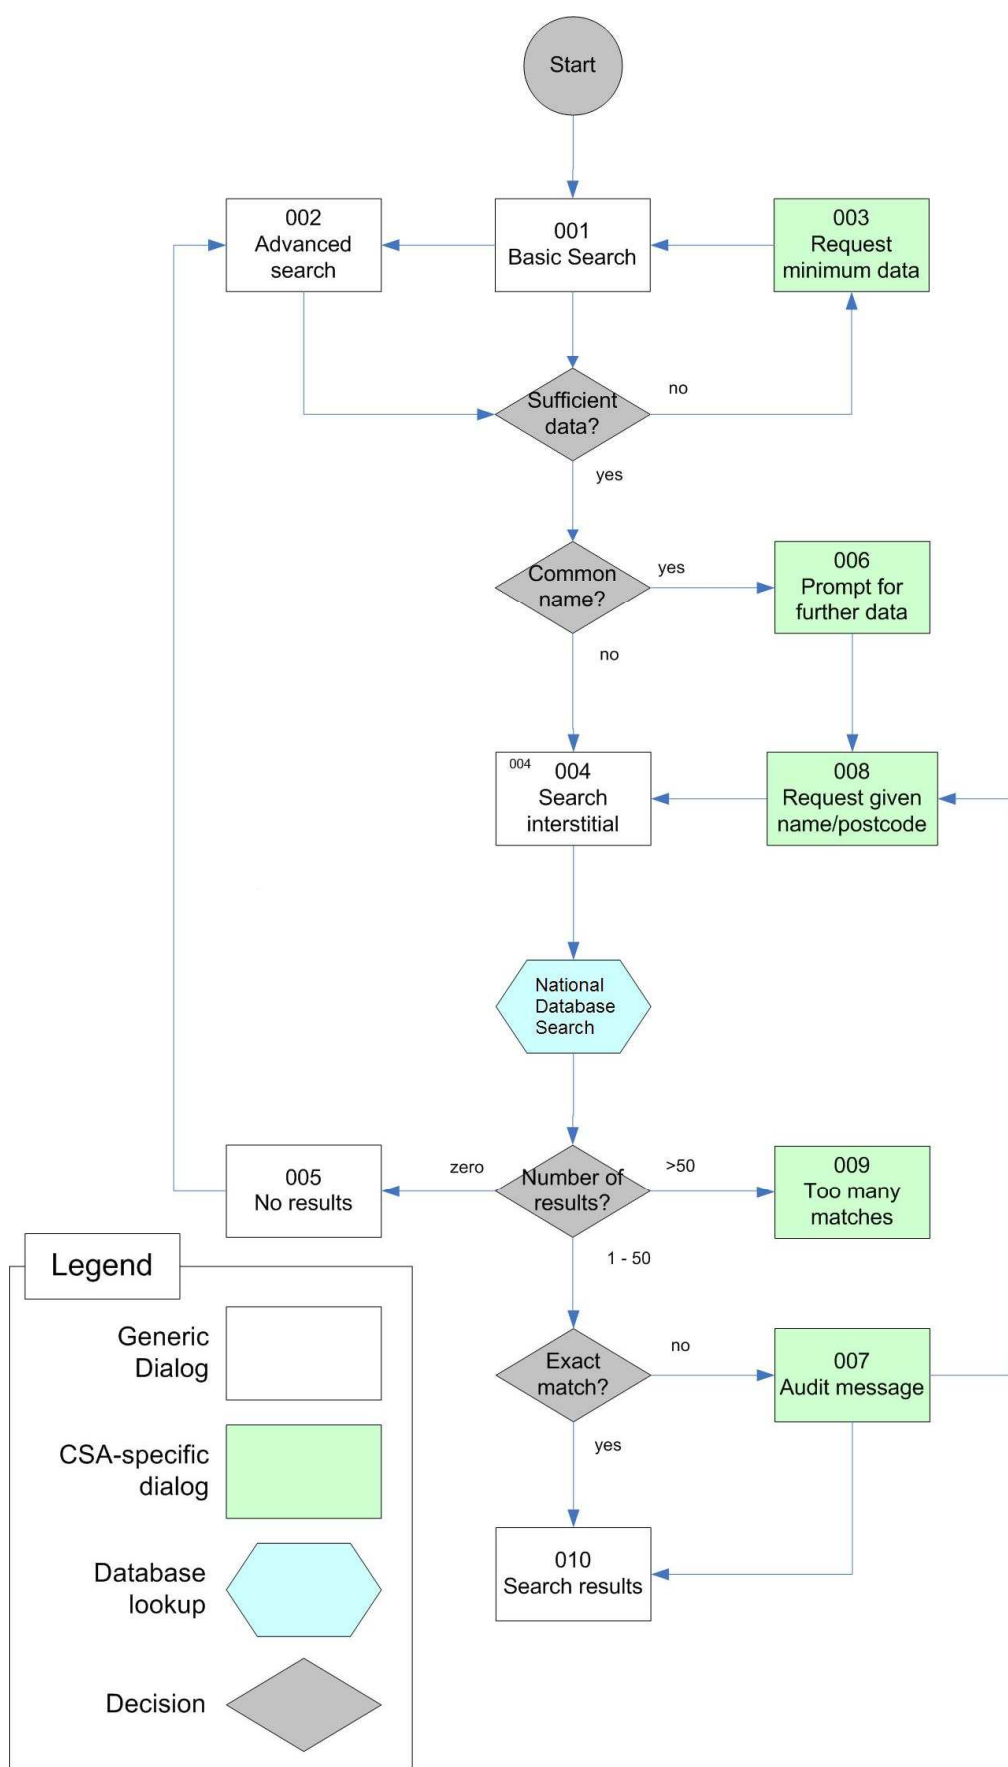 Start
002
Advanced
search
001
Basic Search
003
Request
minimum data
Sufficient
data?
no
yes
Common
name?
yes
006
Prompt for
further data
no
004
004
Search
interstitial
008
Request given
name/postcode
National
Database
Search
005
No results
zero
Number of
results?
>50
009
Too many
matches
1 - 50
Legend
Generic
Dialog
Exact
match?
no
007
Audit message
yes
CSA-specific
dialog
010
Search results
Database
lookup
Decision